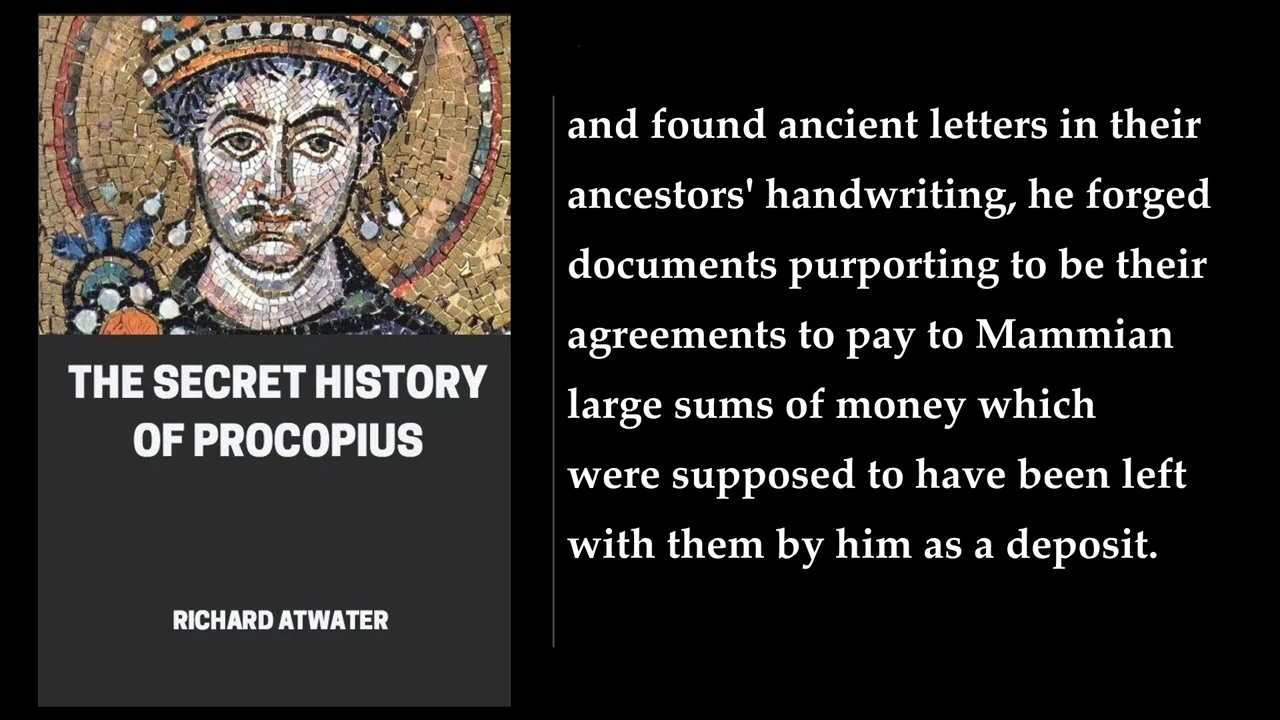 THE SECRET HISTORY
OF PROCOPIUS
RICHARD ATWATER
and found ancient letters in their
ancestors' handwriting, he forged
documents purporting to be their
agreements to pay to Mammian
large sums of money which
were supposed to have been left
with them by him as a deposit.